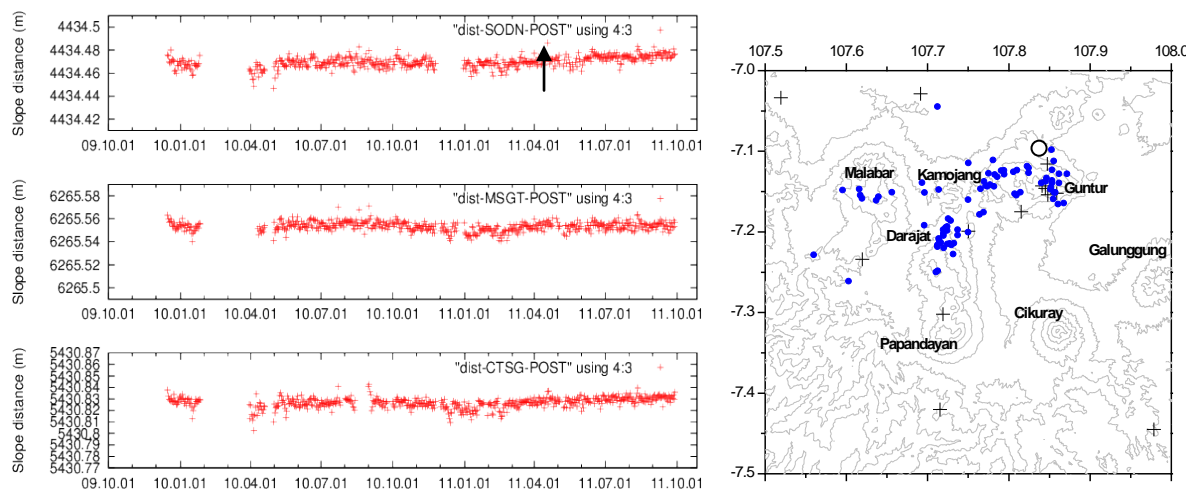 4434.5
4434.48
4434.46
4434.44
4434.42
Slope distance (m)
"dist-SODN-POST" using 4:3
09.10.01 10.01.01 10.04.01 10.07.01 10.10.01 11.01.01 11.04.01 11.07.01 11.10.01
6265.58
6265.56
6265.54
6265.52
6265.5
Slope distance (m)
"dist-MSGT-POST" using 4:3
09.10.01 10.01.01 10.04.01 10.07.01 10.10.01 11.01.01 11.04.01 11.07.01 11.10.01
5430.87
5430.86
5430.85
5430.84
5430.83
5430.82
5430.81
5430.8
5430.79
5430.78
5430.77
Slope distance (m)
"dist-CTSG-POST" using 4:3
09.10.01 10.01.01 10.04.01 10.07.01 10.10.01 11.01.01 11.04.01 11.07.01 11.10.01
107.5 107.6 107.7 107.8 107.9 108.0
-7.0
-7.1
-7.2
-7.3
-7.4
-7.5
Malabar
Kamojang
Guntur
Darajat
Galunggung
Cikuray
Papandayan